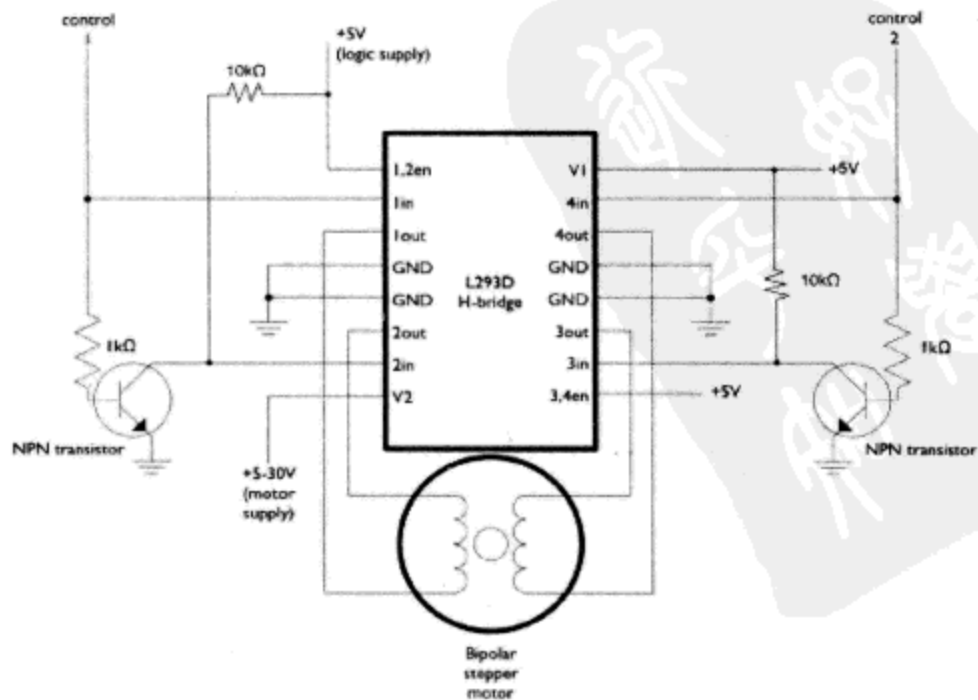 control
1
+5V
(logic supply)
10kΩ
control
2
1,2en
1in
1out
GND
GND
2out
2in
V2
L293D
H-bridge
V1
4in
4out
GND
GND
3out
3in
3,4en
+5V
10kΩ
+5V
1kΩ
NPN transistor
1kΩ
NPN transistor
+5-30V
(motor
supply)
Bipolar
stepper
motor